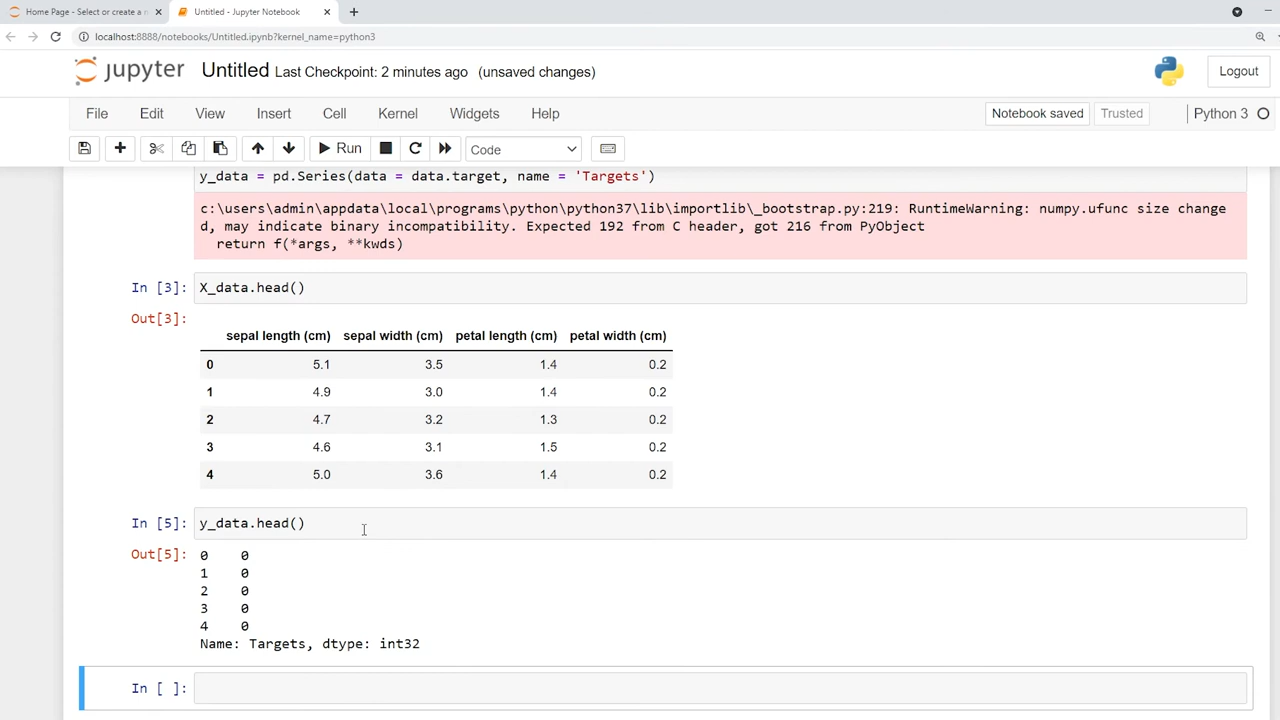 Home Page - Select or create a n
Untitled - Jupyter Notebook
localhost:8888/notebooks/Untitled.ipynb?kernel_name=python3
jupyter Untitled Last Checkpoint: 2 minutes ago (unsaved changes) Logout
File Edit View Insert Cell Kernel Widgets Help Notebook saved Trusted Python 3
Run Code
y_data = pd.Series(data = data.target, name = 'Targets')
c:\users\admin\appdata\local\programs\python\python37\lib\importlib\_bootstrap.py:219: RuntimeWarning: numpy.ufunc size change
d, may indicate binary incompatibility. Expected 192 from C header, got 216 from PyObject
return f(*args, **kwds)
In [3]: X_data.head()
Out[3]:
sepal length (cm) sepal width (cm) petal length (cm) petal width (cm)
0 5.1 3.5 1.4 0.2
1 4.9 3.0 1.4 0.2
2 4.7 3.2 1.3 0.2
3 4.6 3.1 1.5 0.2
4 5.0 3.6 1.4 0.2
In [5]: y_data.head()
Out[5]: 0 0
1 0
2 0
3 0
4 0
Name: Targets, dtype: int32
In [ ]: